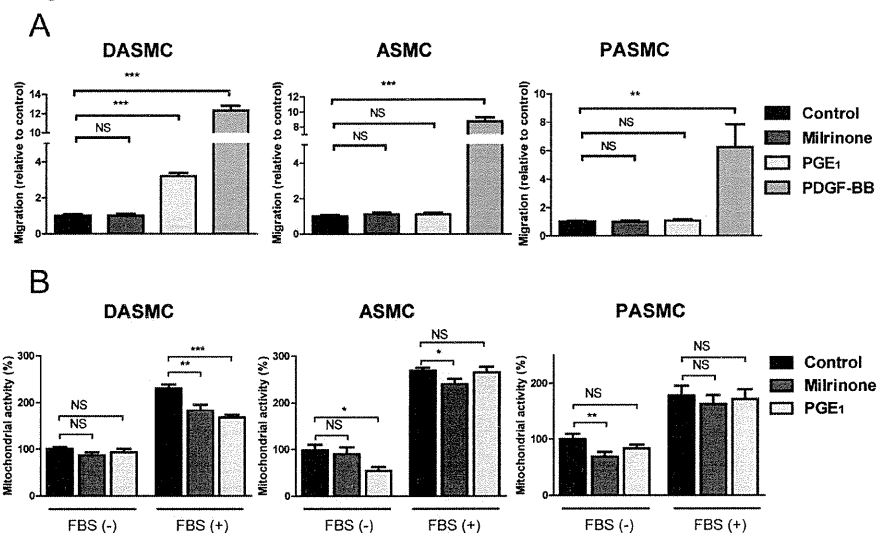 A
DASMC
ASMC
PASMC
Migration (relative to control)
14
12
10
4
2
0
***
***
NS
Migration (relative to control)
12
10
8
4
2
0
***
NS
NS
Migration (relative to control)
10
8
6
4
2
0
**
NS
NS
Control
Milrinone
PGE1
PDGF-BB
B
DASMC
ASMC
PASMC
Mitochondrial activity (%)
300
200
100
0
NS
NS
***
**
FBS (-)
FBS (+)
Mitochondrial activity (%)
300
200
100
0
*
NS
NS
*
FBS (-)
FBS (+)
Mitochondrial activity (%)
200
100
0
NS
**
NS
NS
FBS (-)
FBS (+)
Control
Milrinone
PGE1